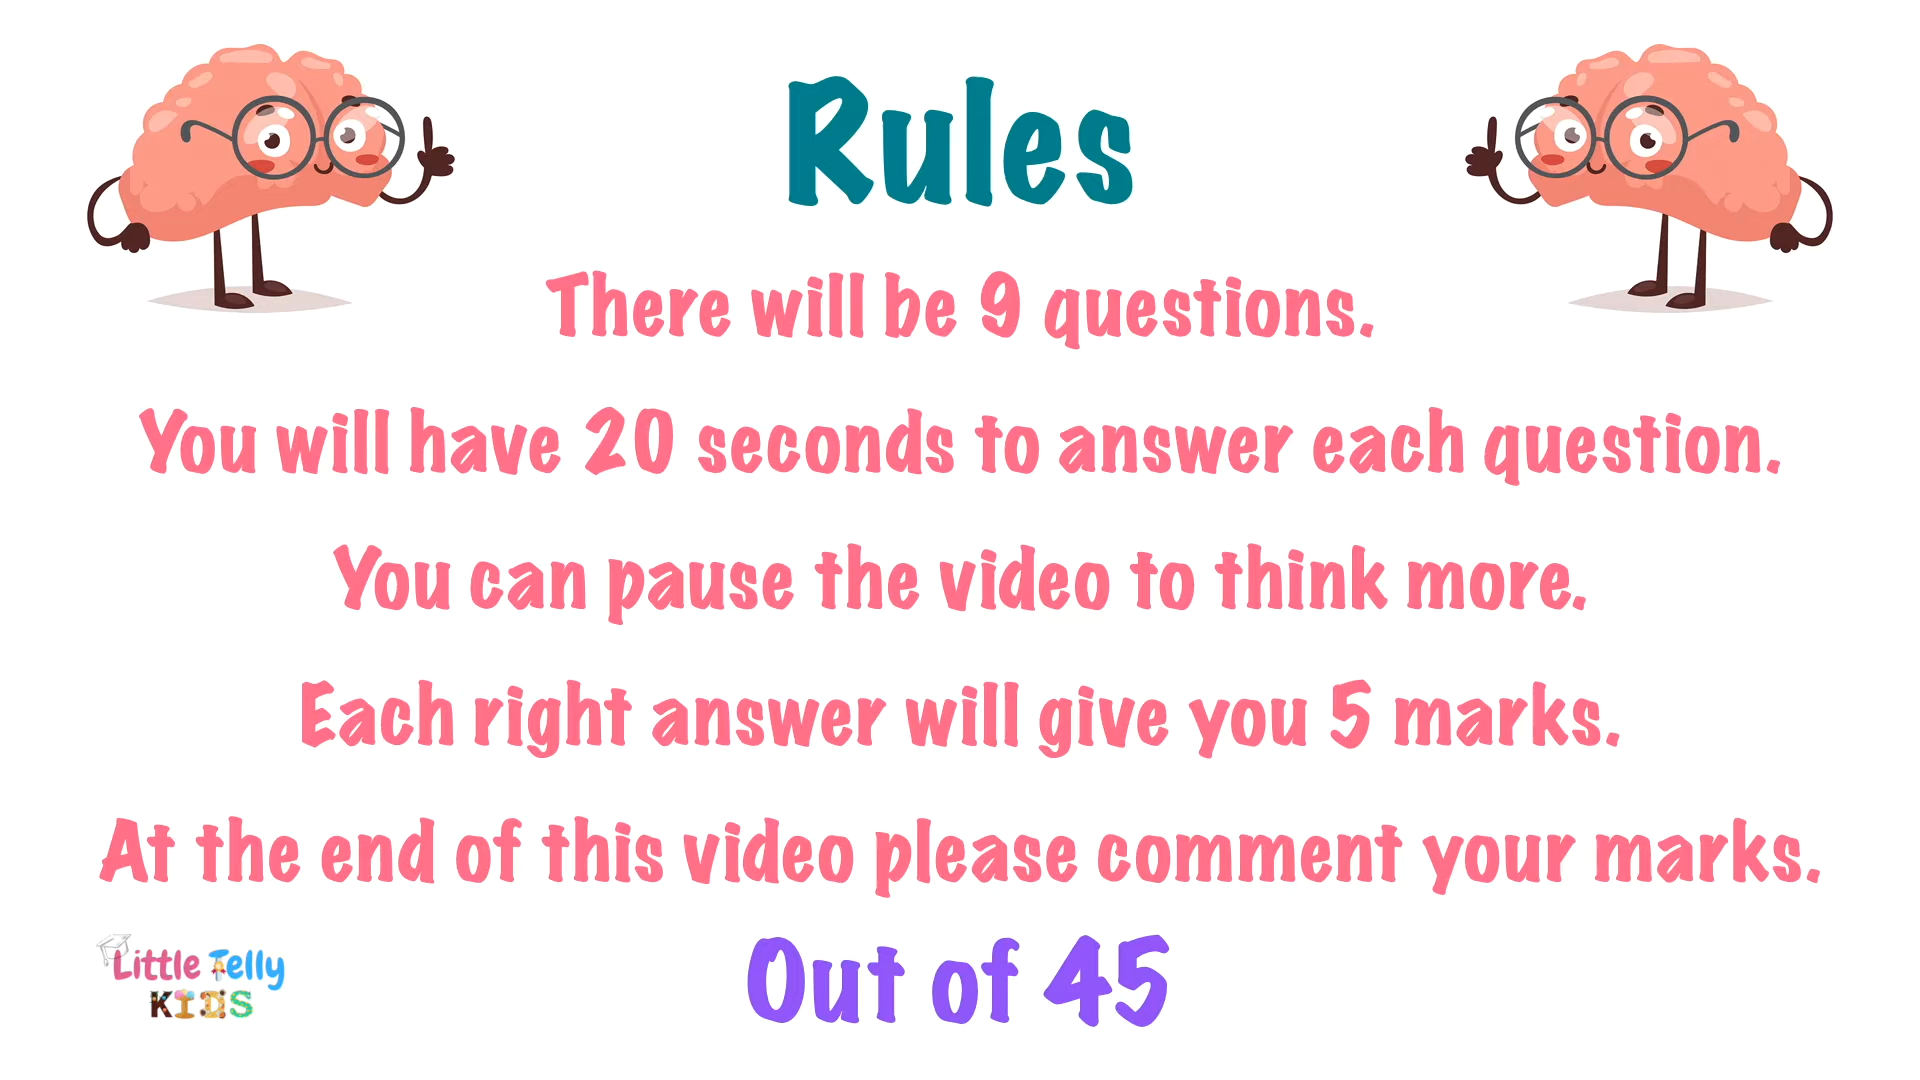 Rules
There will be 9 questions.
You will have 20 seconds to answer each question.
You can pause the video to think more.
Each right answer will give you 5 marks.
At the end of this video please comment your marks.
Out of 45
Little Telly
KIDS